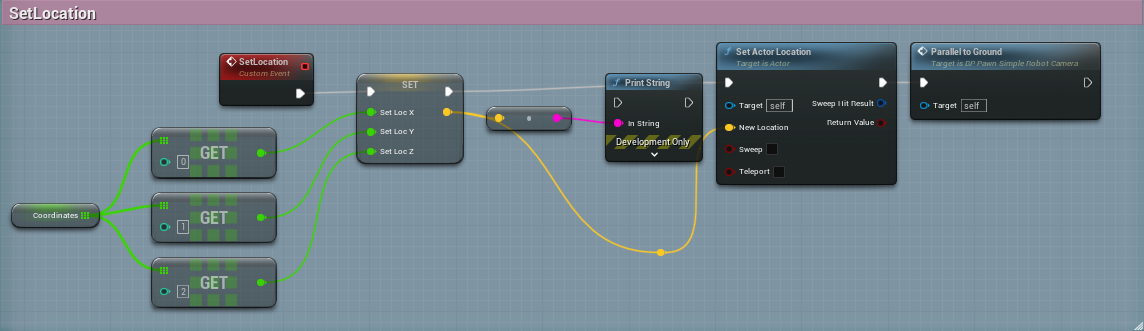 SetLocation
SetLocation
Custom Event
SET
Set Loc X
Set Loc Y
Set Loc Z
Coordinates
GET
0
GET
1
GET
2
Print String
In String
Development Only
Set Actor Location
Target is Actor
Target self
Sweep Hit Result
New Location
Return Value
Sweep
Teleport
Parallel to Ground
Target is BP Pawn Simple Robot Camera
Target self